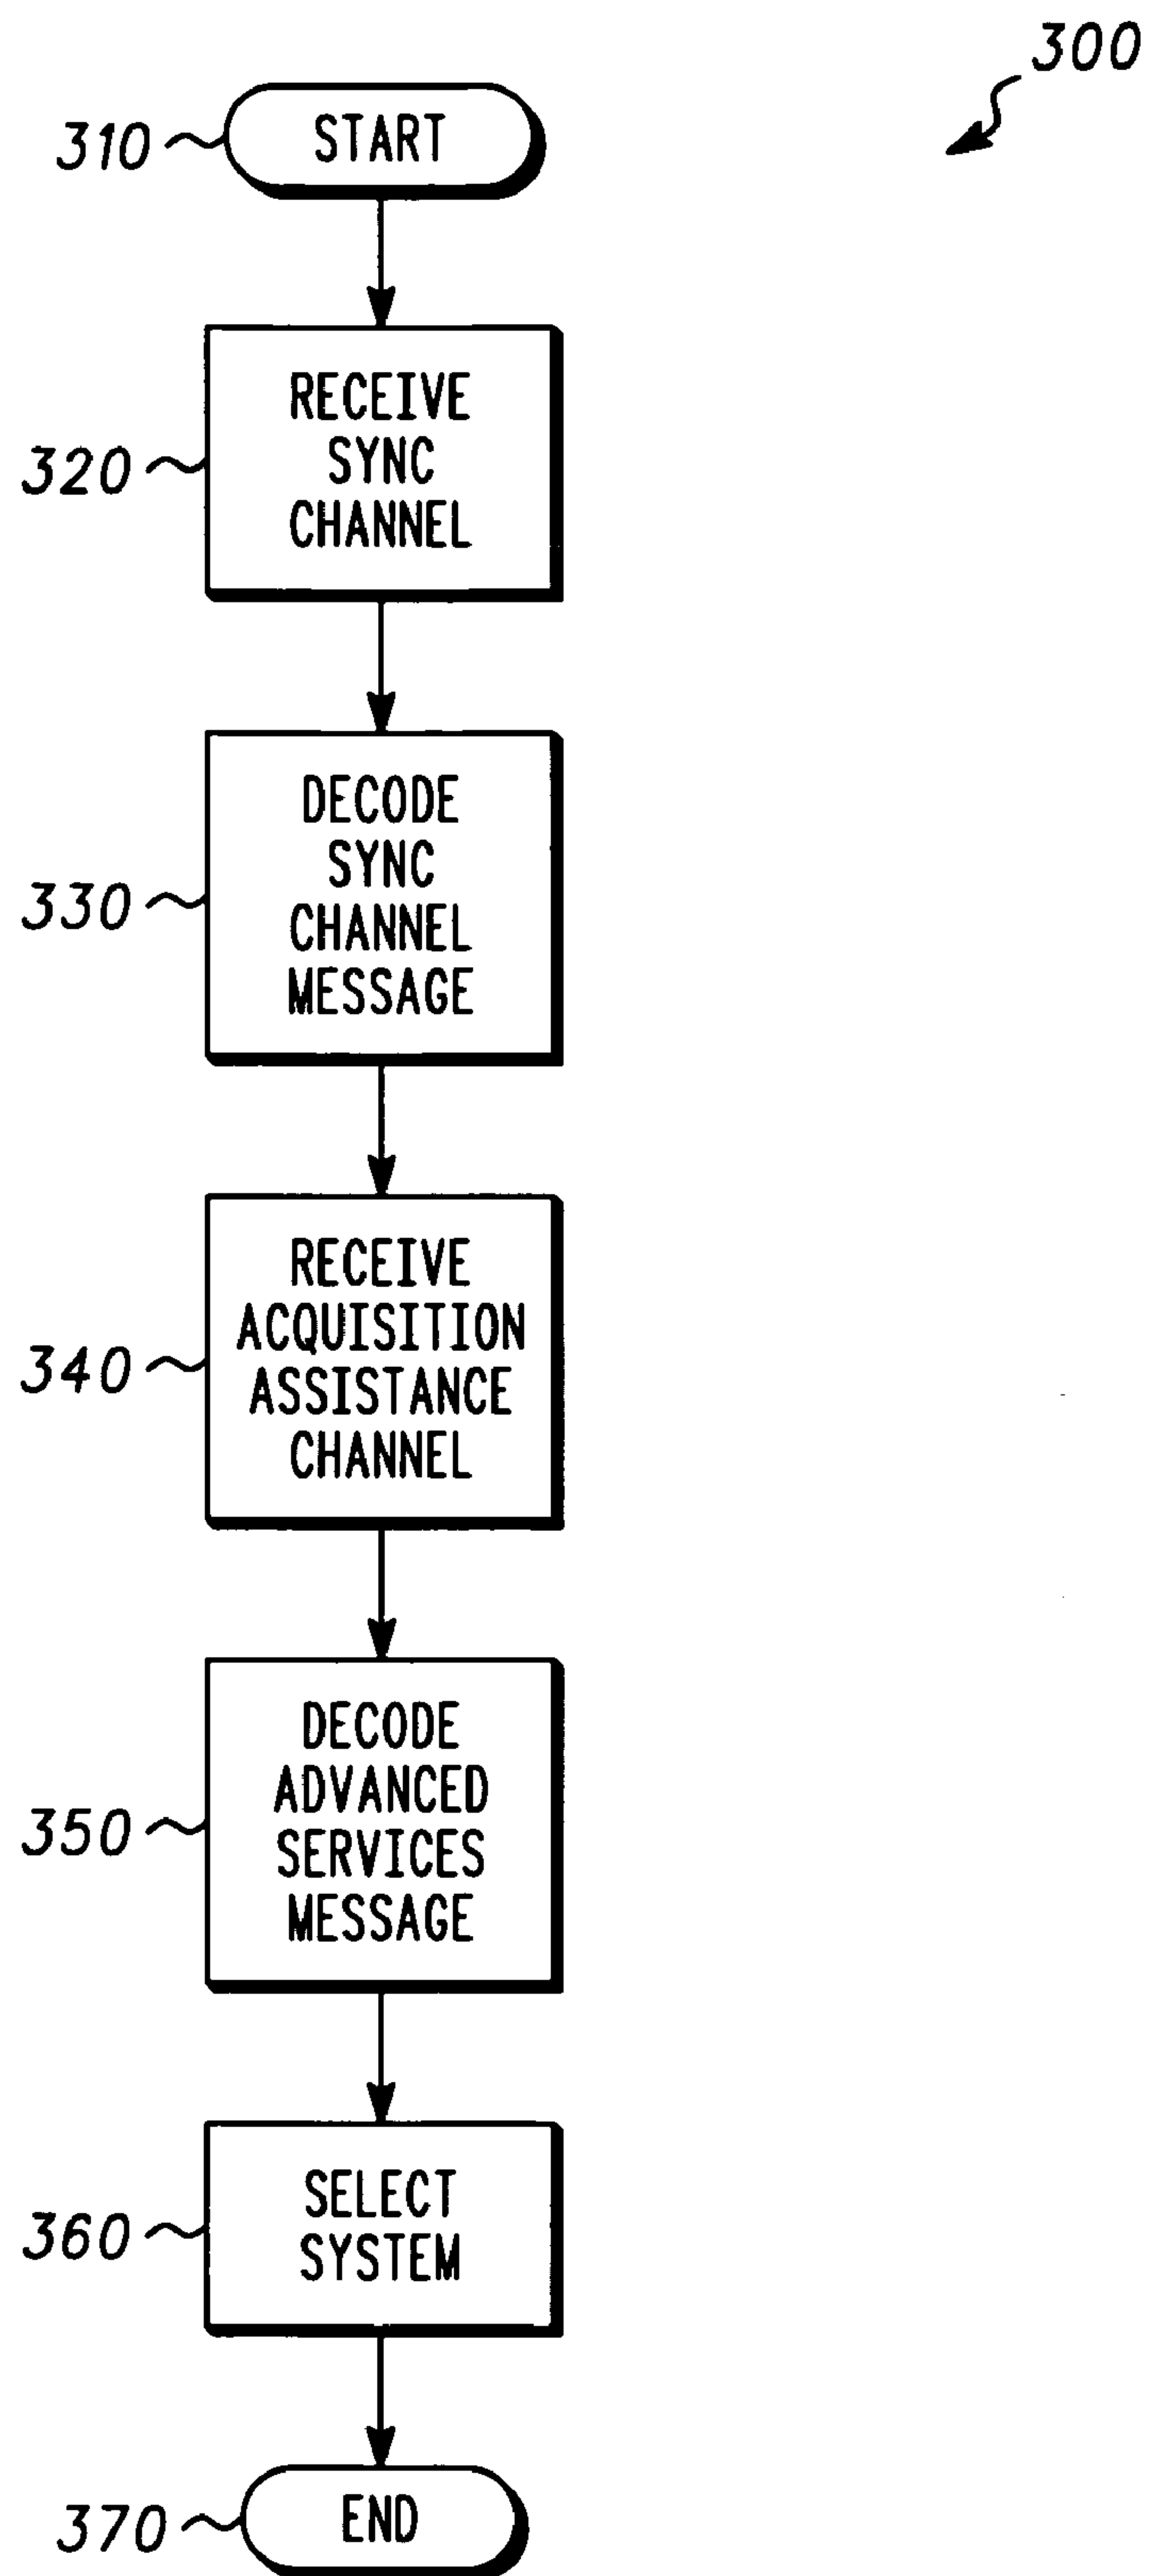 300
310
START
320
RECEIVE
SYNC
CHANNEL
330
DECODE
SYNC
CHANNEL
MESSAGE
340
RECEIVE
ACQUISITION
ASSISTANCE
CHANNEL
350
DECODE
ADVANCED
SERVICES
MESSAGE
360
SELECT
SYSTEM
370
END